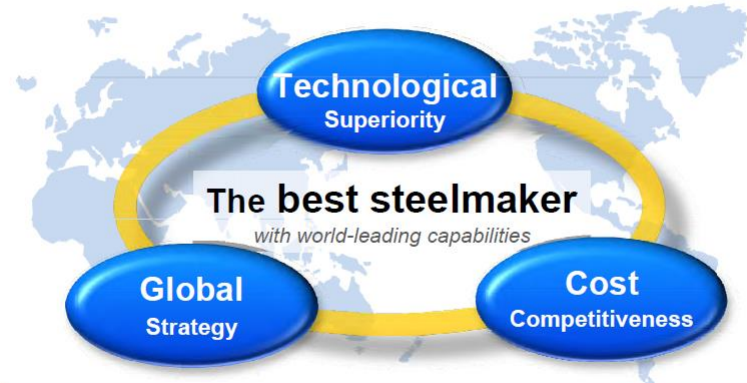 Technological
Superiority
The best steelmaker
with world-leading capabilities
Global
Strategy
Cost
Competitiveness